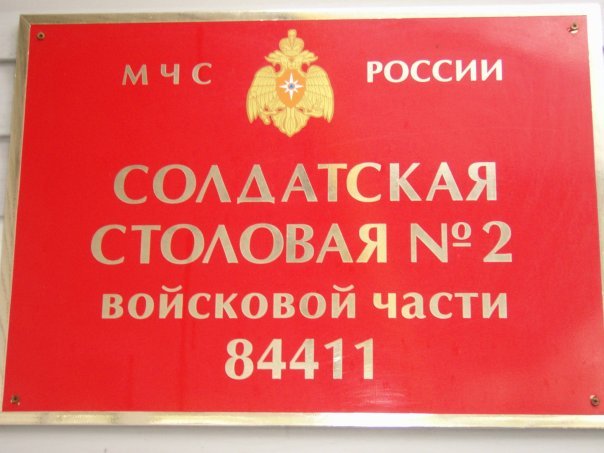 МЧС РОССИИ
СОЛДАТСКАЯ
СТОЛОВАЯ №2
ВОЙСКОВОЙ ЧАСТИ
84411